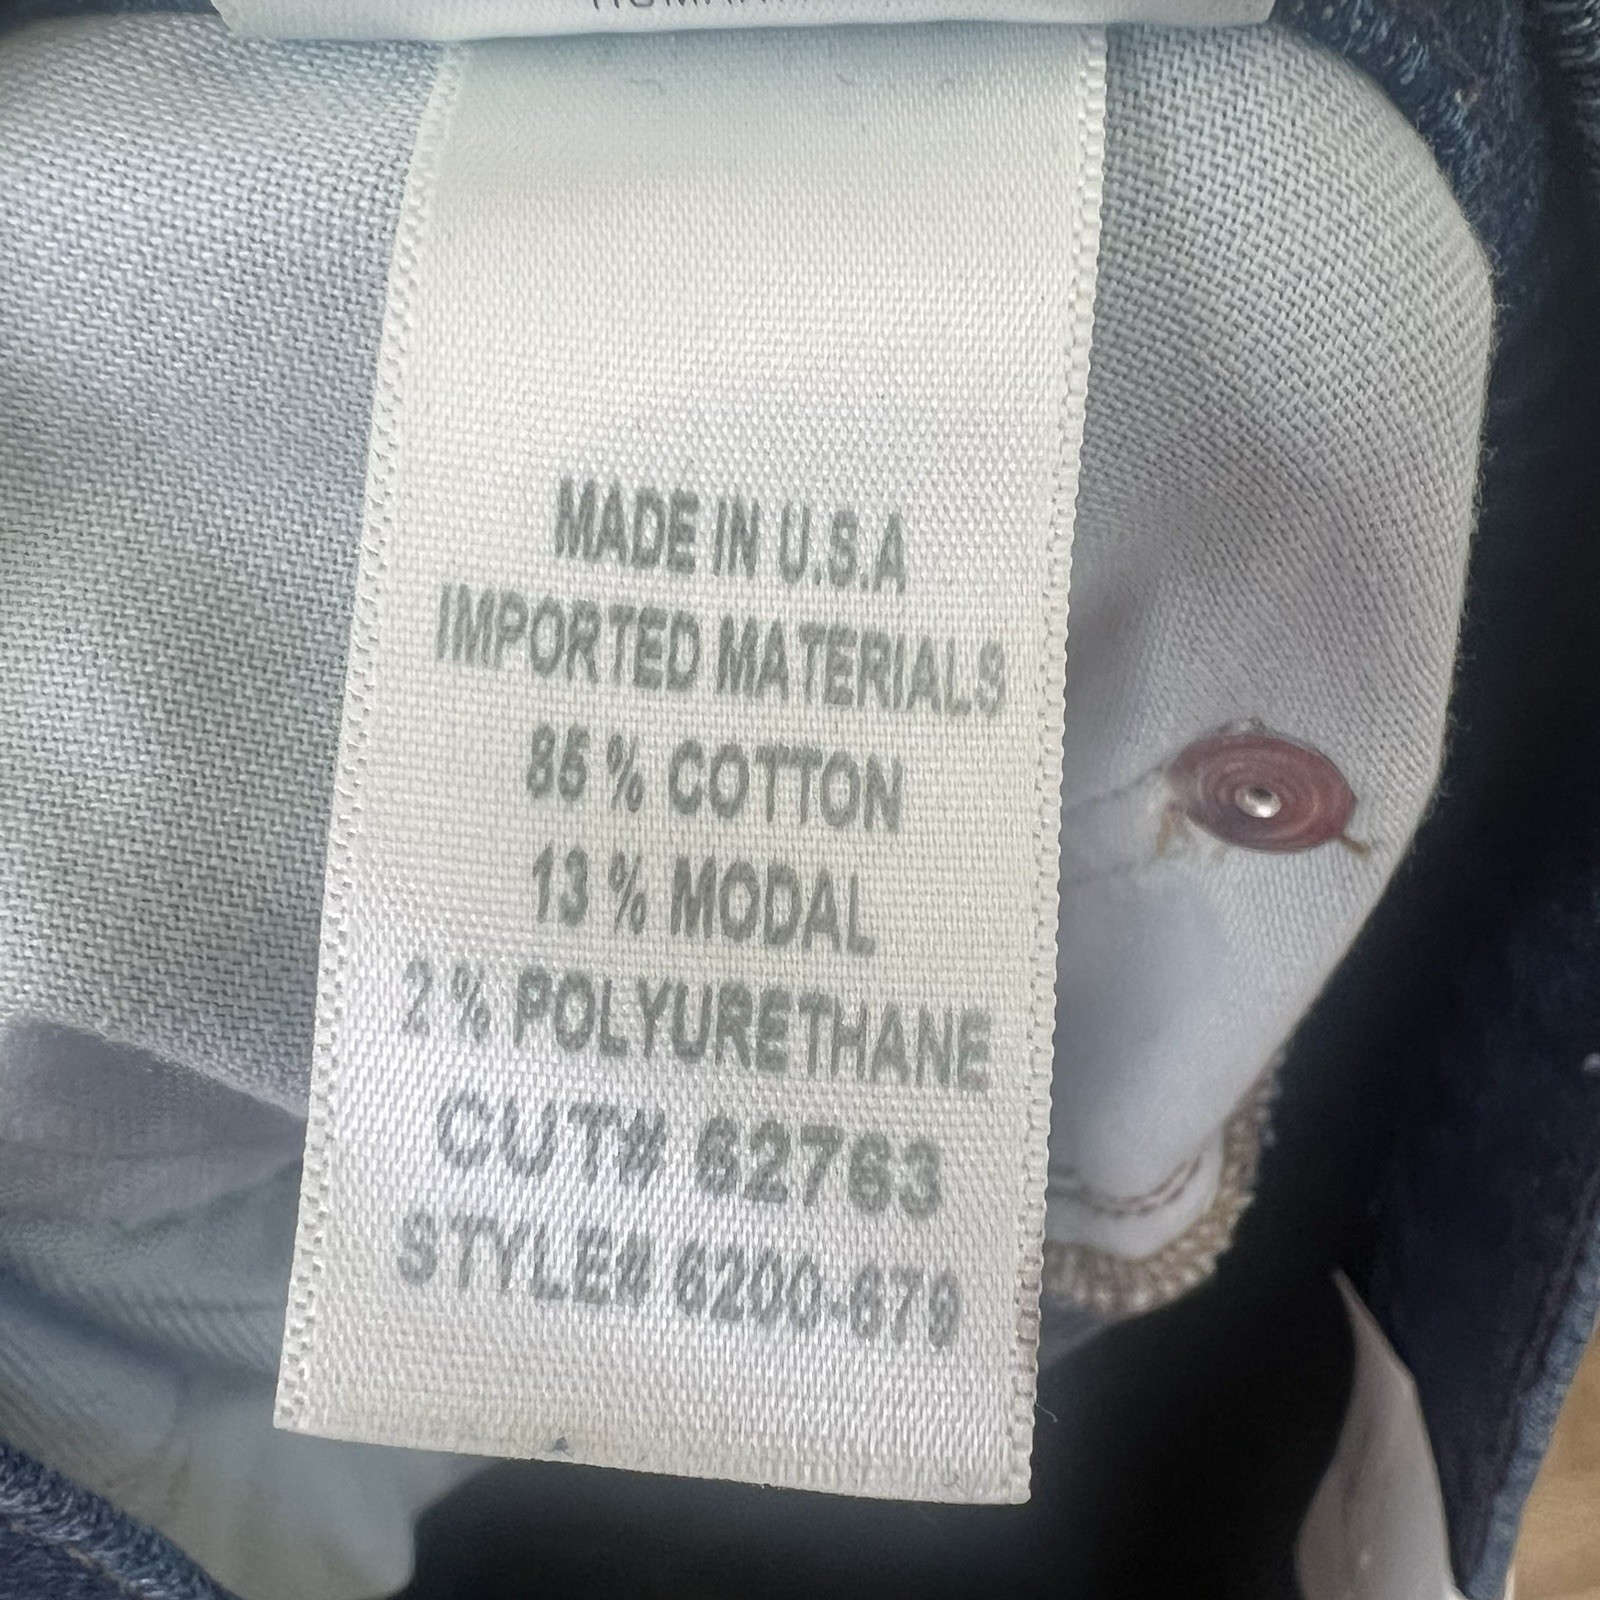 MADE IN U.S.A
IMPORTED MATERIALS
85 % COTTON
13 % MODAL
2 % POLYURETHANE
CUT# 62763
STYLE# 6200-679